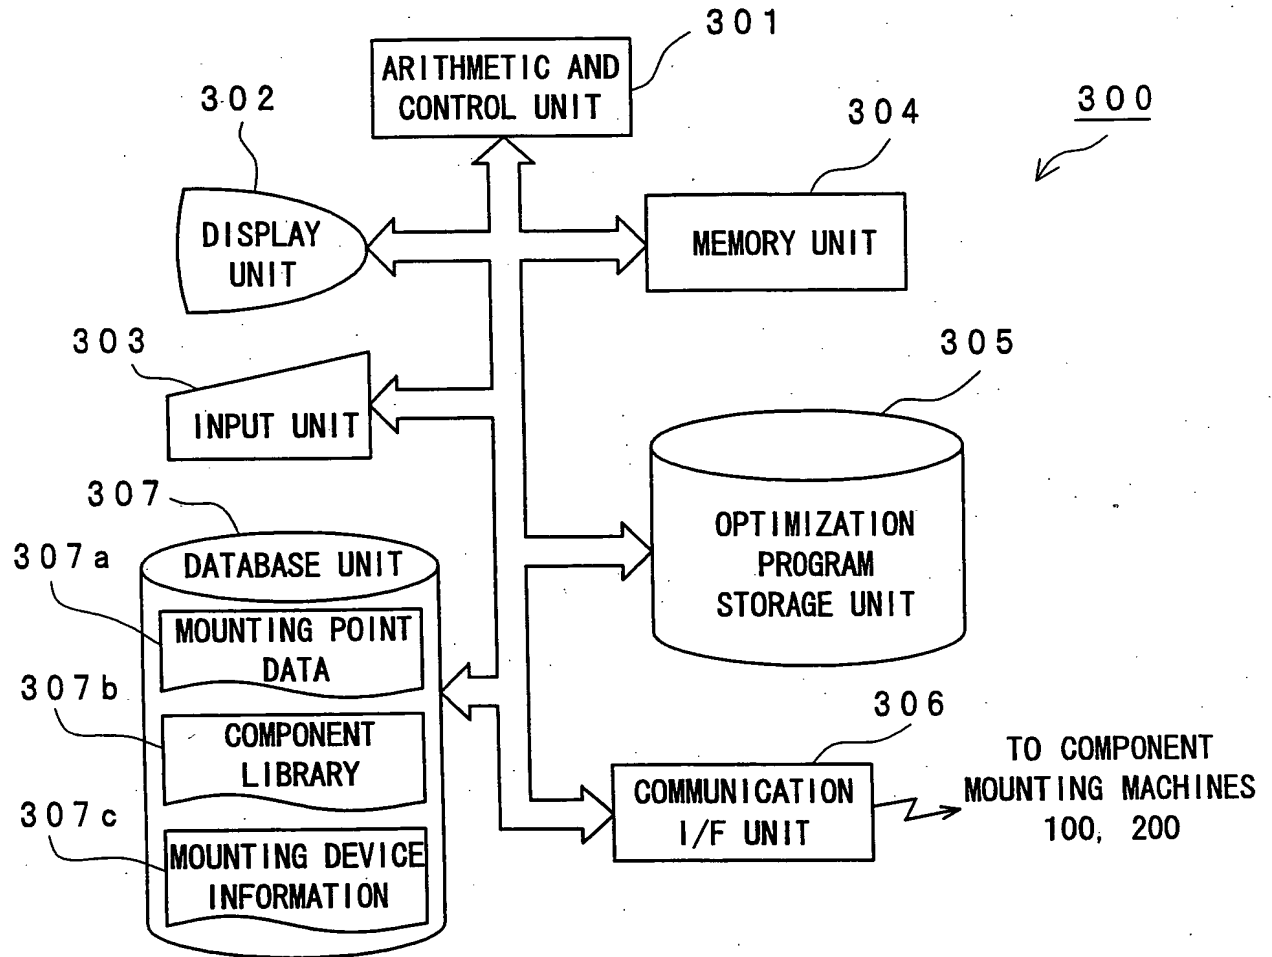 301
ARITHMETIC AND
CONTROL UNIT
302
300
304
DISPLAY
UNIT
MEMORY UNIT
303
305
INPUT UNIT
307
OPTIMIZATION
PROGRAM
STORAGE UNIT
307a
DATABASE UNIT
MOUNTING POINT
DATA
307b
COMPONENT
LIBRARY
307c
MOUNTING DEVICE
INFORMATION
306
COMMUNICATION
I/F UNIT
TO COMPONENT
MOUNTING MACHINES
100, 200